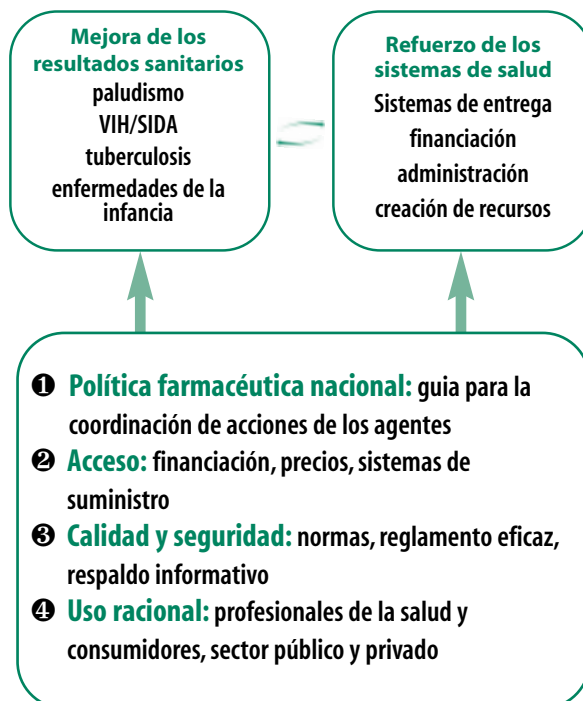 Mejora de los
resultados sanitarios
paludismo
VIH/SIDA
tuberculosis
enfermedades de la
infancia
Refuerzo de los
sistemas de salud
Sistemas de entrega
financiación
administración
creación de recursos
❶ Política farmacéutica nacional: guia para la
coordinación de acciones de los agentes
❷ Acceso: financiación, precios, sistemas de
suministro
❸ Calidad y seguridad: normas, reglamento eficaz,
respaldo informativo
❹ Uso racional: profesionales de la salud y
consumidores, sector público y privado